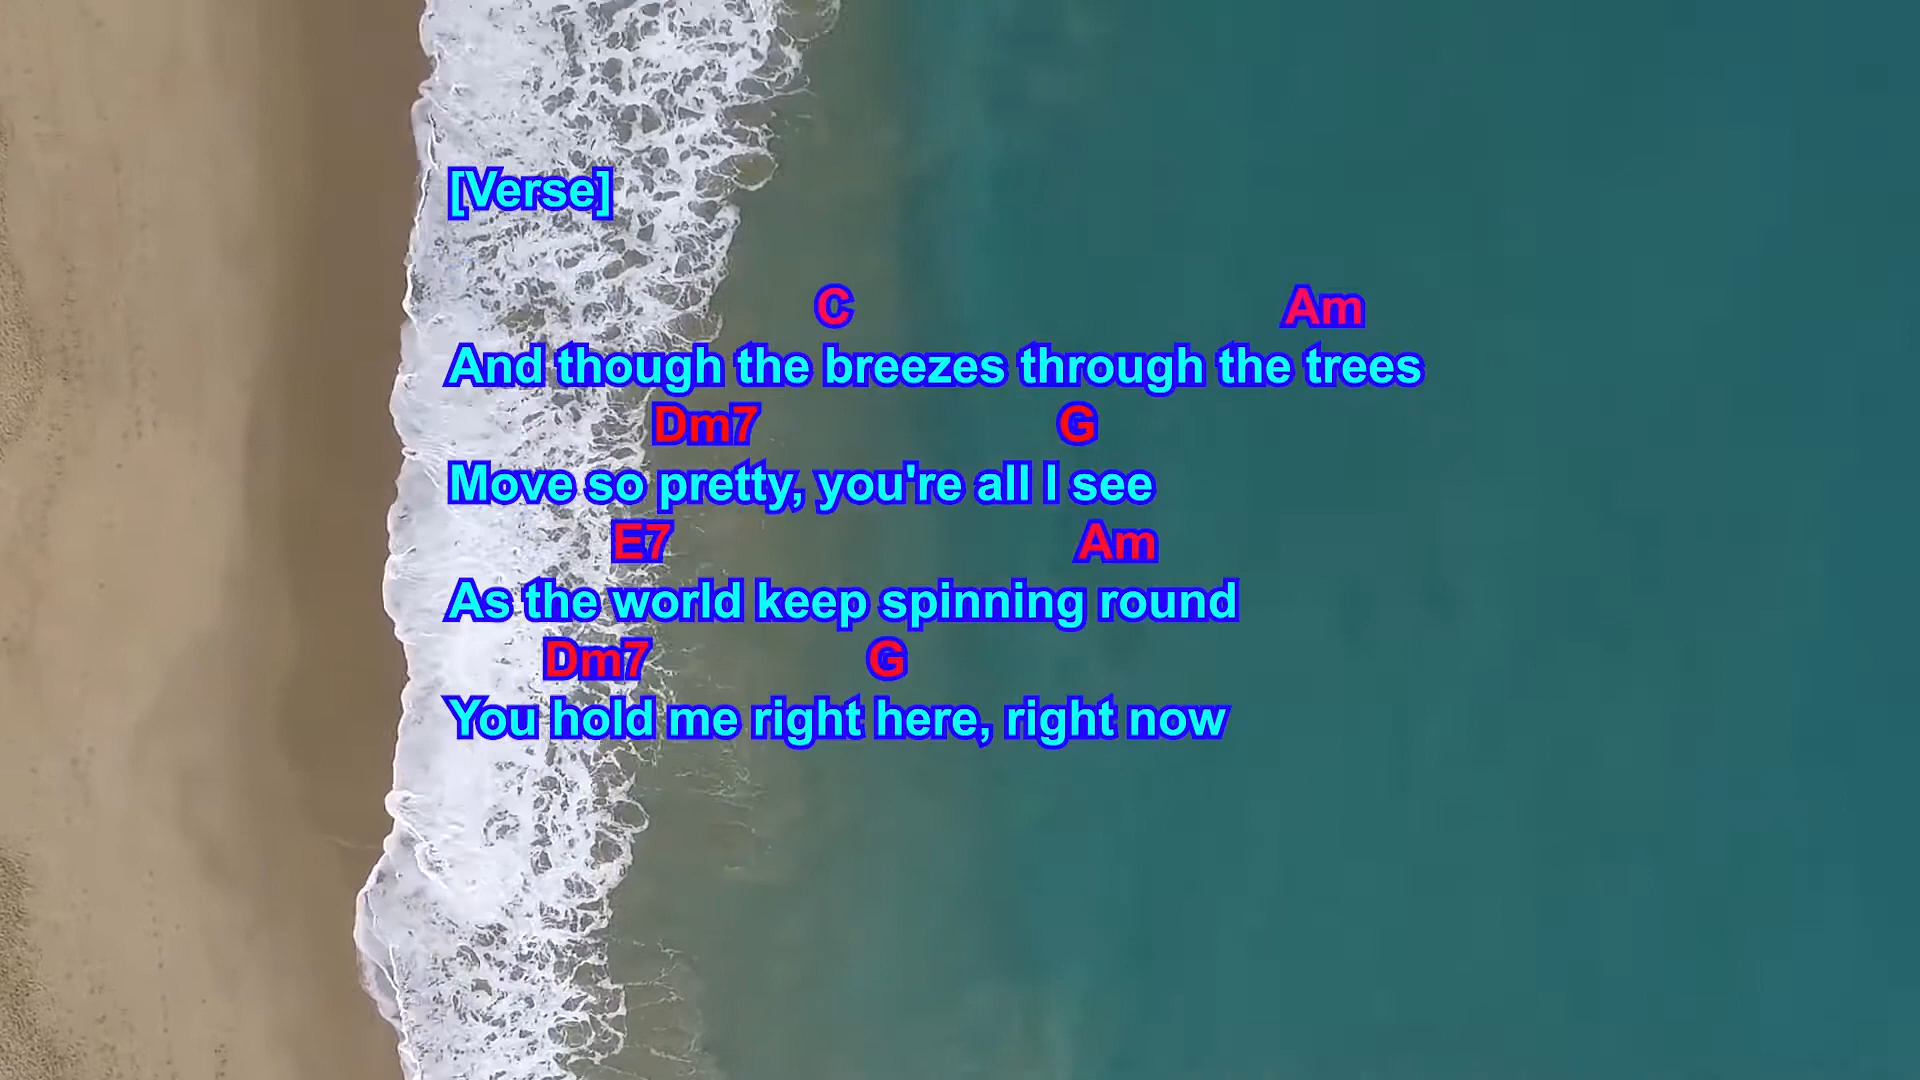 [Verse]
C Am
And though the breezes through the trees
Dm7 G
Move so pretty, you're all I see
E7 Am
As the world keep spinning round
Dm7 G
You hold me right here, right now